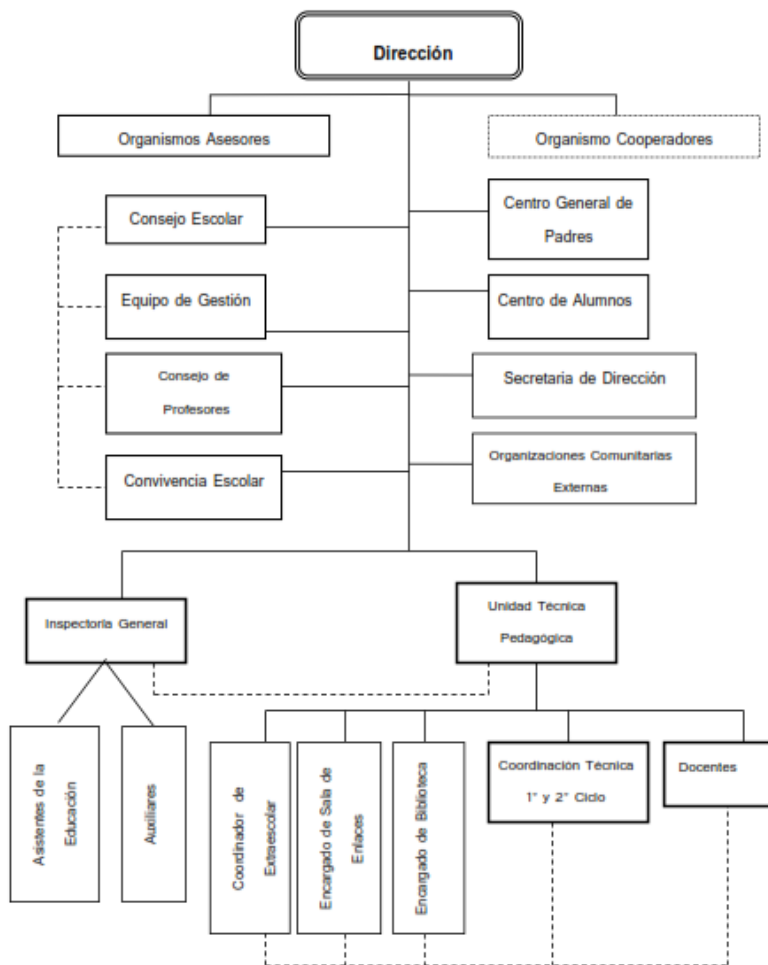 Dirección
Organismos Asesores
Organismo Cooperadores
Consejo Escolar
Centro General de
Padres
Equipo de Gestión
Centro de Alumnos
Consejo de
Profesores
Secretaria de Dirección
Convivencia Escolar
Organizaciones Comunitarias
Externas
Inspectoría General
Unidad Técnica
Pedagógica
Asistentes de la
Educación
Auxiliares
Coordinador de
Extraescolar
Encargado de Sala de
Enlaces
Encargado de Biblioteca
Coordinación Técnica
1° y 2° Ciclo
Docentes